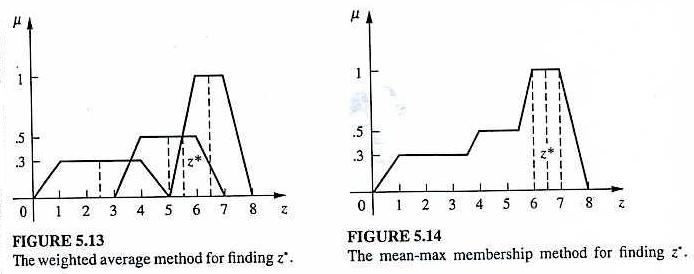 μ
1
.5
.3
z*
0 1 2 3 4 5 6 7 8 z
FIGURE 5.13
The weighted average method for finding z*.
μ
1
.5
.3
z*
0 1 2 3 4 5 6 7 8 z
FIGURE 5.14
The mean-max membership method for finding z*.